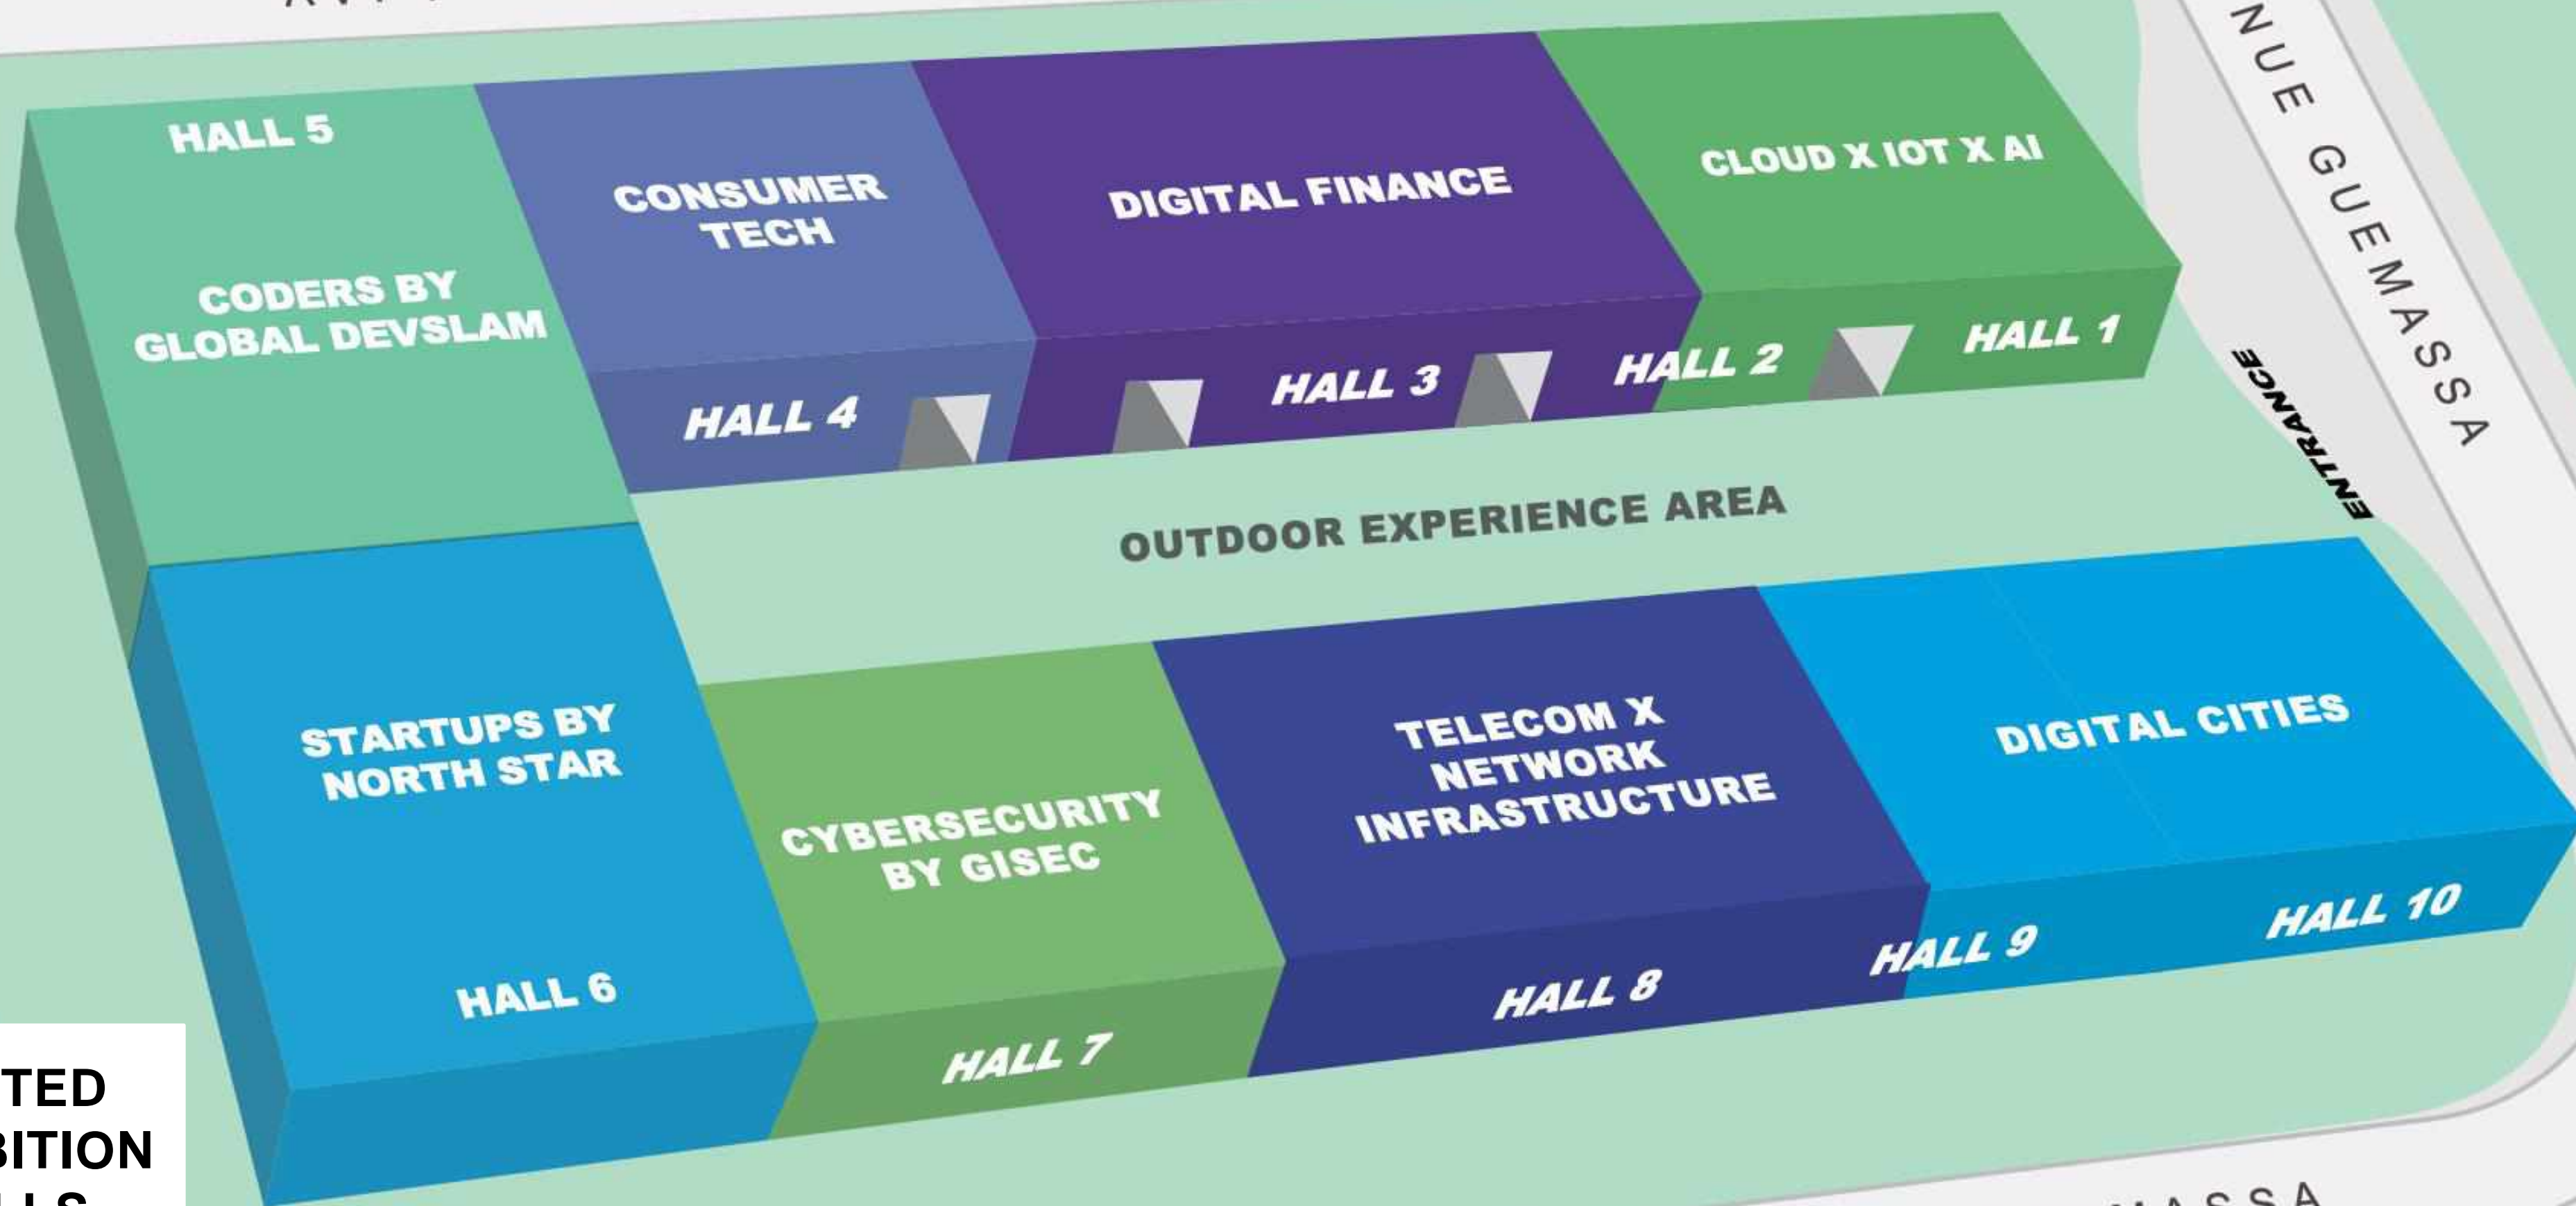 NUE GUEMASSA
HALL 5
CODERS BY
GLOBAL DEVSLAM
CONSUMER
TECH
DIGITAL FINANCE
CLOUD X IOT X AI
HALL 4
HALL 3
HALL 2
HALL 1
ENTRANCE
OUTDOOR EXPERIENCE AREA
STARTUPS BY
NORTH STAR
HALL 6
CYBERSECURITY
BY GISEC
TELECOM X
NETWORK
INFRASTRUCTURE
DIGITAL CITIES
HALL 7
HALL 8
HALL 9
HALL 10
TED
BITION